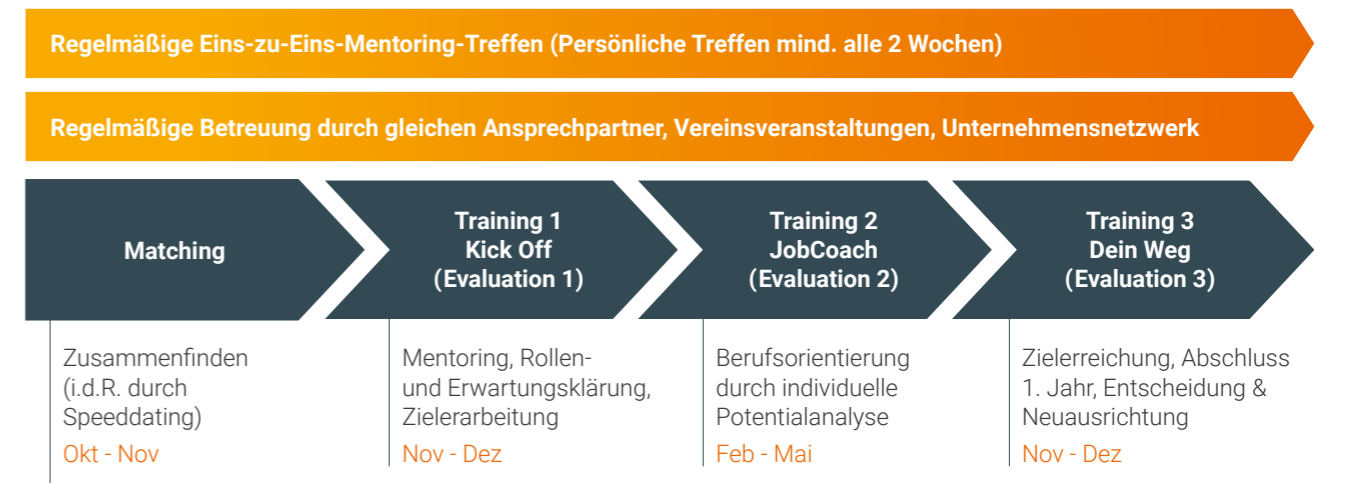 Regelmäßige Eins-zu-Eins-Mentoring-Treffen (Persönliche Treffen mind. alle 2 Wochen)
Regelmäßige Betreuung durch gleichen Ansprechpartner, Vereinsveranstaltungen, Unternehmensnetzwerk
Matching
Training 1
Kick Off
(Evaluation 1)
Training 2
JobCoach
(Evaluation 2)
Training 3
Dein Weg
(Evaluation 3)
Zusammenfinden
(i.d.R. durch
Speeddating)
Okt - Nov
Mentoring, Rollen-
und Erwartungsklärung,
Zielerarbeitung
Nov - Dez
Berufsorientierung
durch individuelle
Potentialanalyse
Feb - Mai
Zielerreichung, Abschluss
1. Jahr, Entscheidung &
Neuausrichtung
Nov - Dez